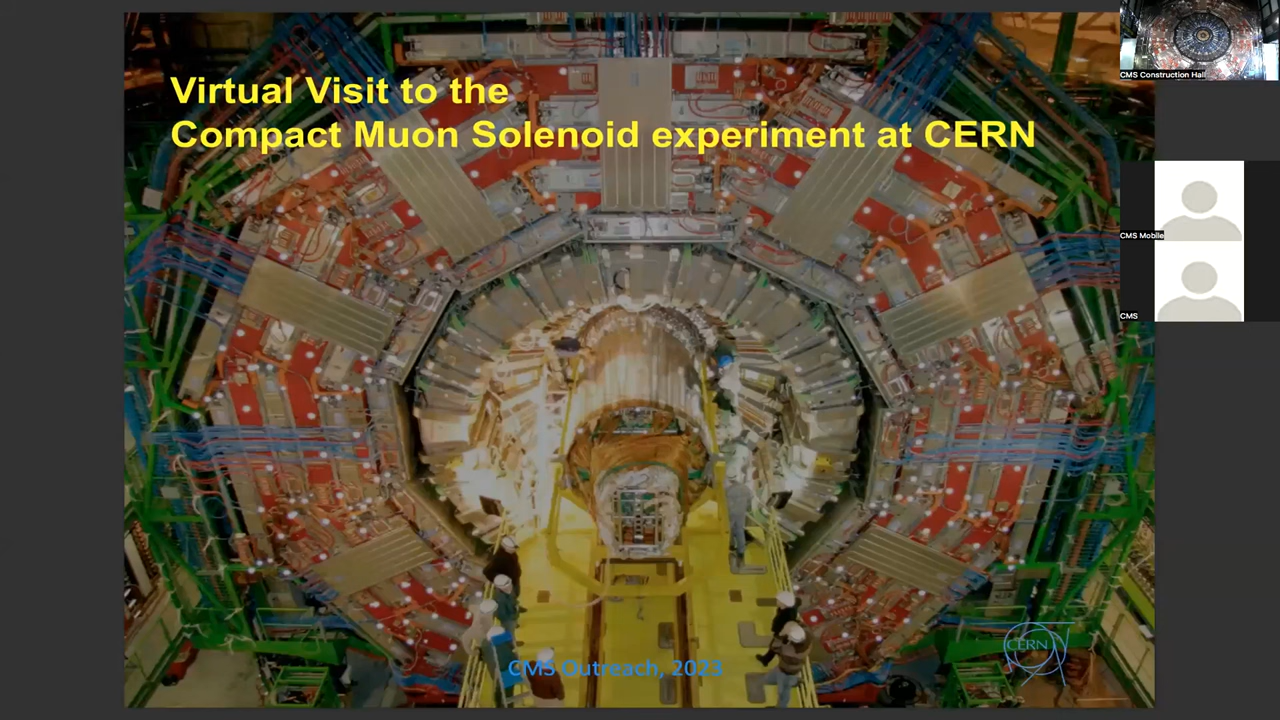 Virtual Visit to the
Compact Muon Solenoid experiment at CERN
CMS Construction Hall
CMS Mobile
CMS
CERN
CMS Outreach, 2023